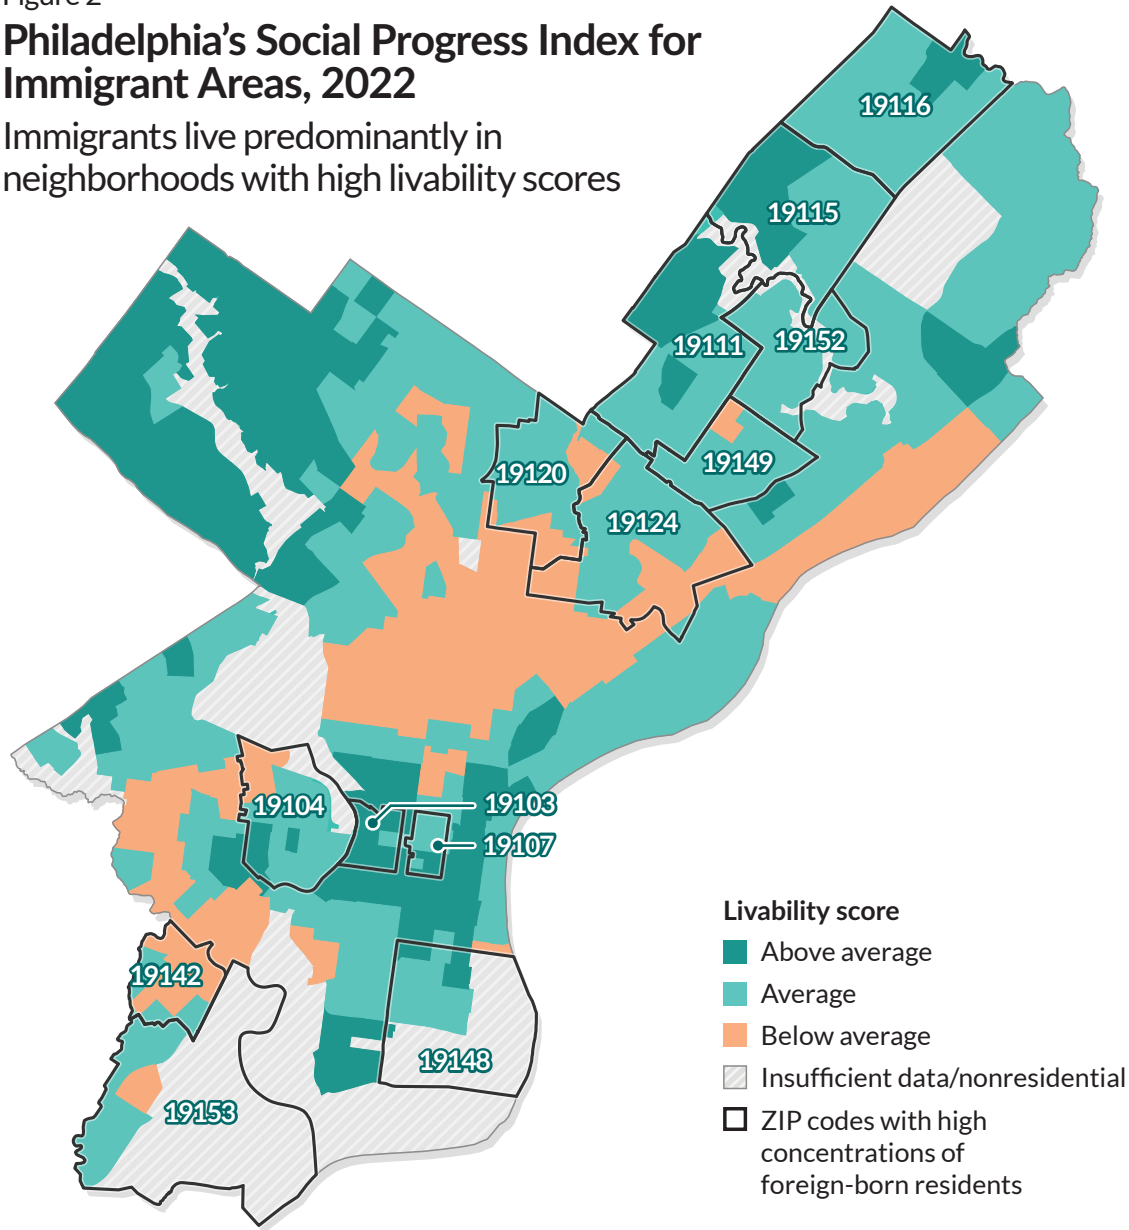 Figure 2
Philadelphia's Social Progress Index for
Immigrant Areas, 2022
Immigrants live predominantly in
neighborhoods with high livability scores
19116
19115
19111
19152
19149
19120
19124
19104
19103
19107
19142
19148
19153
Livability score
Above average
Average
Below average
Insufficient data/nonresidential
ZIP codes with high
concentrations of
foreign-born residents